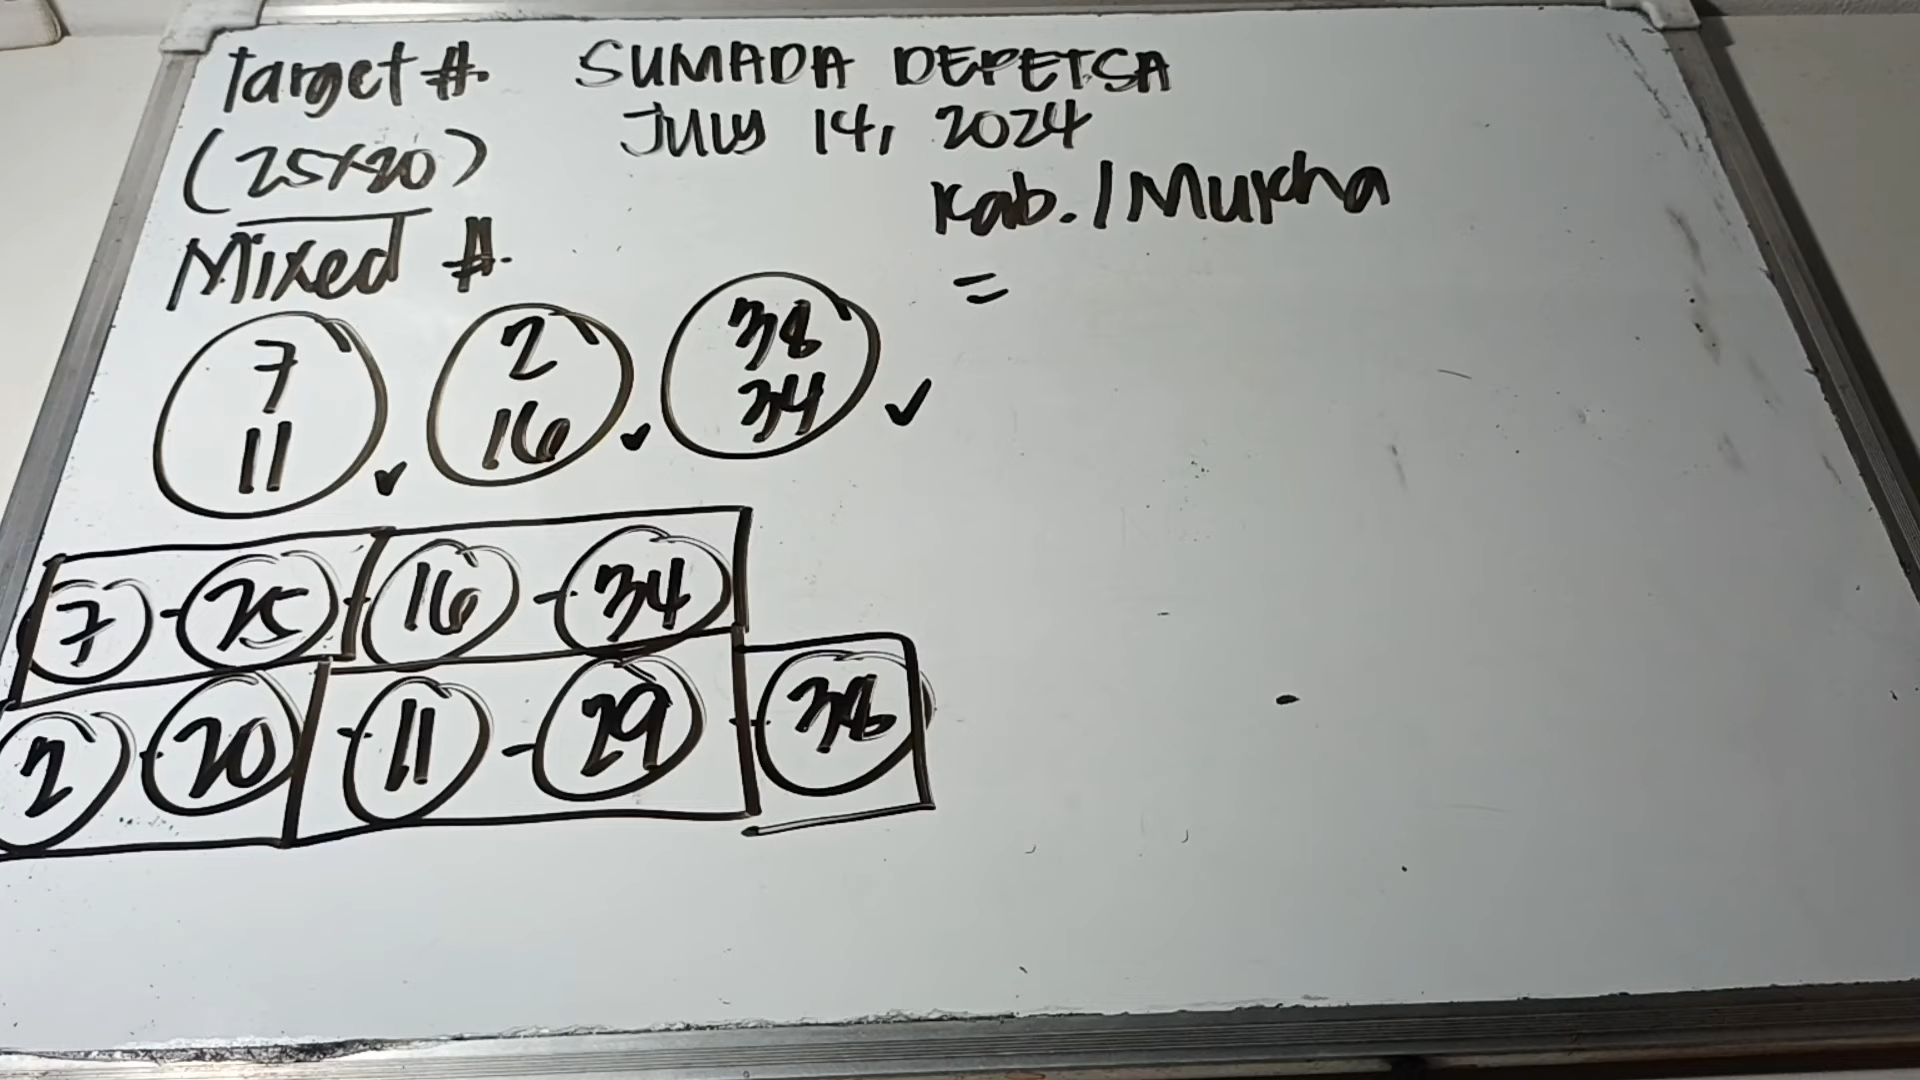 Target #.
(25x20)
Mixed #.
SUMADA DEPETSA
JULY 14, 2024
Kab. / Mukha
=
7 2 38
11 16 34
7 - 25 - 16 - 34
2 - 20 - 11 - 29 - 38